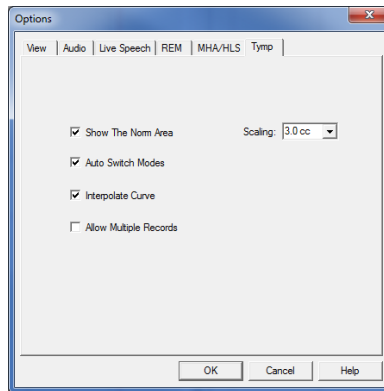 Options
View Audio Live Speech REM MHA/HLS Tymp
Show The Norm Area Scaling: 3.0 cc
Auto Switch Modes
Interpolate Curve
Allow Multiple Records
OK Cancel Help